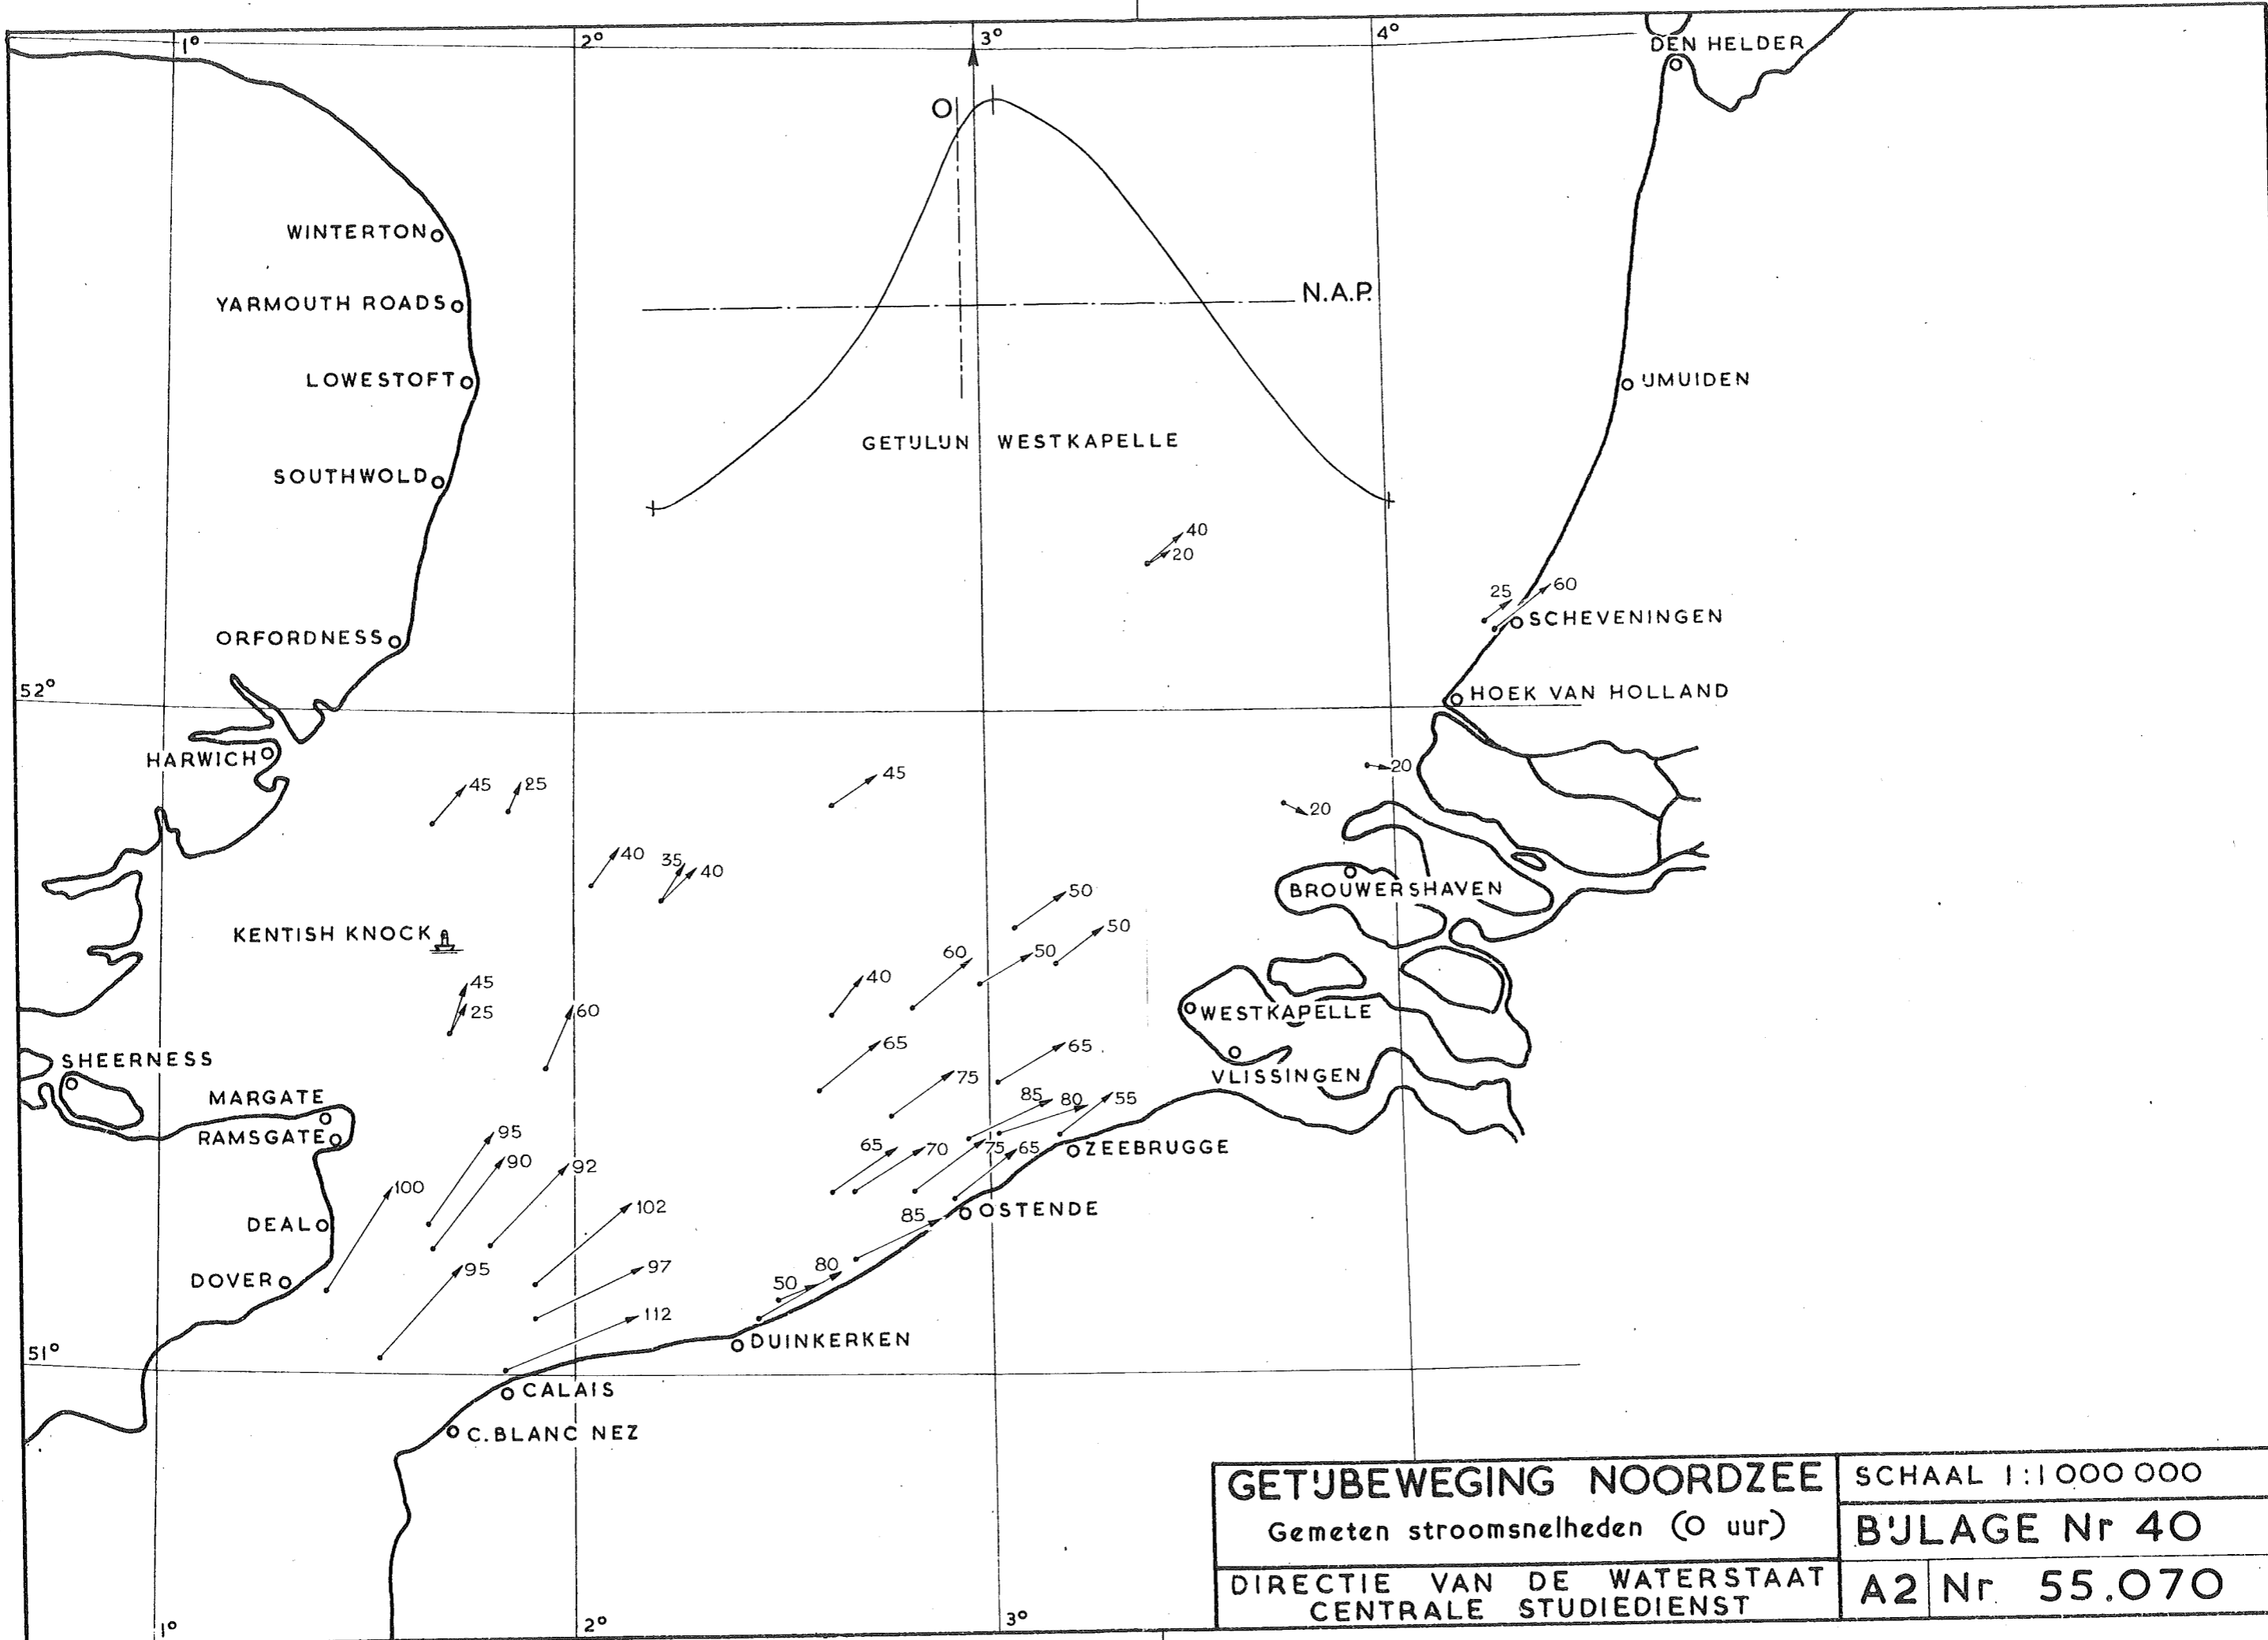 1°
2°
3°
4°
DEN HELDER
O
WINTERTON
N.A.P.
YARMOUTH ROADS
LOWESTOFT
IJMUIDEN
GETIJLIJN WESTKAPELLE
SOUTHWOLD
40
20
25
60
SCHEVENINGEN
ORFORDNESS
52°
HOEK VAN HOLLAND
HARWICH
45
25
45
20
20
40
35
40
BROUWERSHAVEN
50
50
KENTISH KNOCK
60
50
45
25
60
40
WESTKAPELLE
65
65
SHEERNESS
VLISSINGEN
75
MARGATE
85
80
55
RAMSGATE
95
90
92
65
70
75
65
ZEEBRUGGE
100
102
85
OSTENDE
DEAL
DOVER
95
97
50
80
112
DUINKERKEN
51°
CALAIS
C. BLANC NEZ
1°
2°
3°
GETIJBEWEGING NOORDZEE
Gemeten stroomsnelheden (0 uur)
DIRECTIE VAN DE WATERSTAAT
CENTRALE STUDIEDIENST
SCHAAL 1:1 000 000
BIJLAGE Nr 40
A2 Nr. 55.070